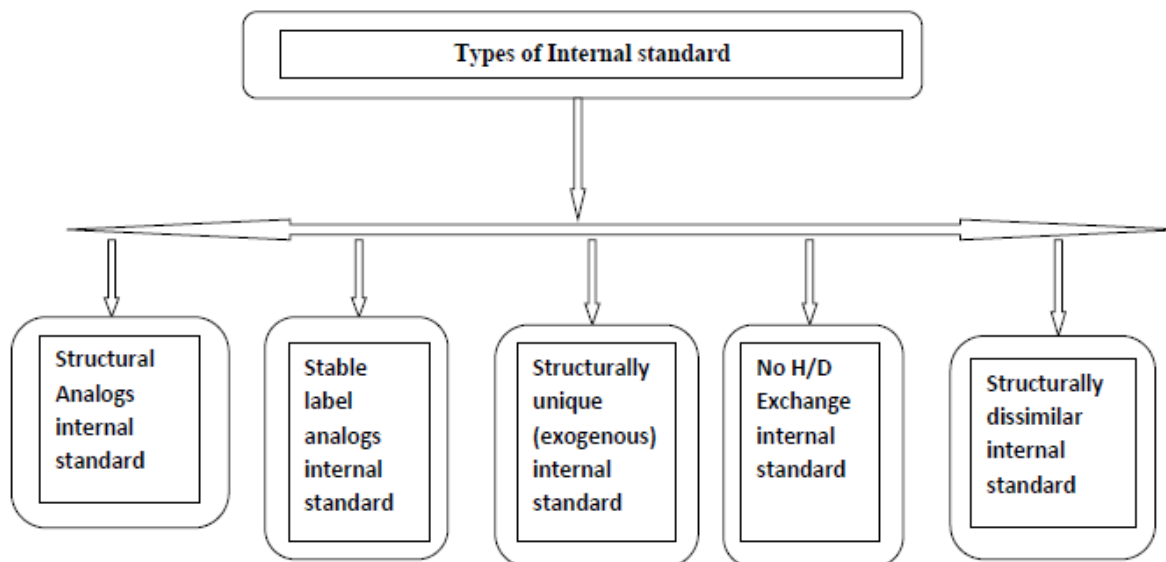 Types of Internal standard
Structural
Analogs
internal
standard
Stable
label
analogs
internal
standard
Structurally
unique
(exogenous)
internal
standard
No H/D
Exchange
internal
standard
Structurally
dissimilar
internal
standard